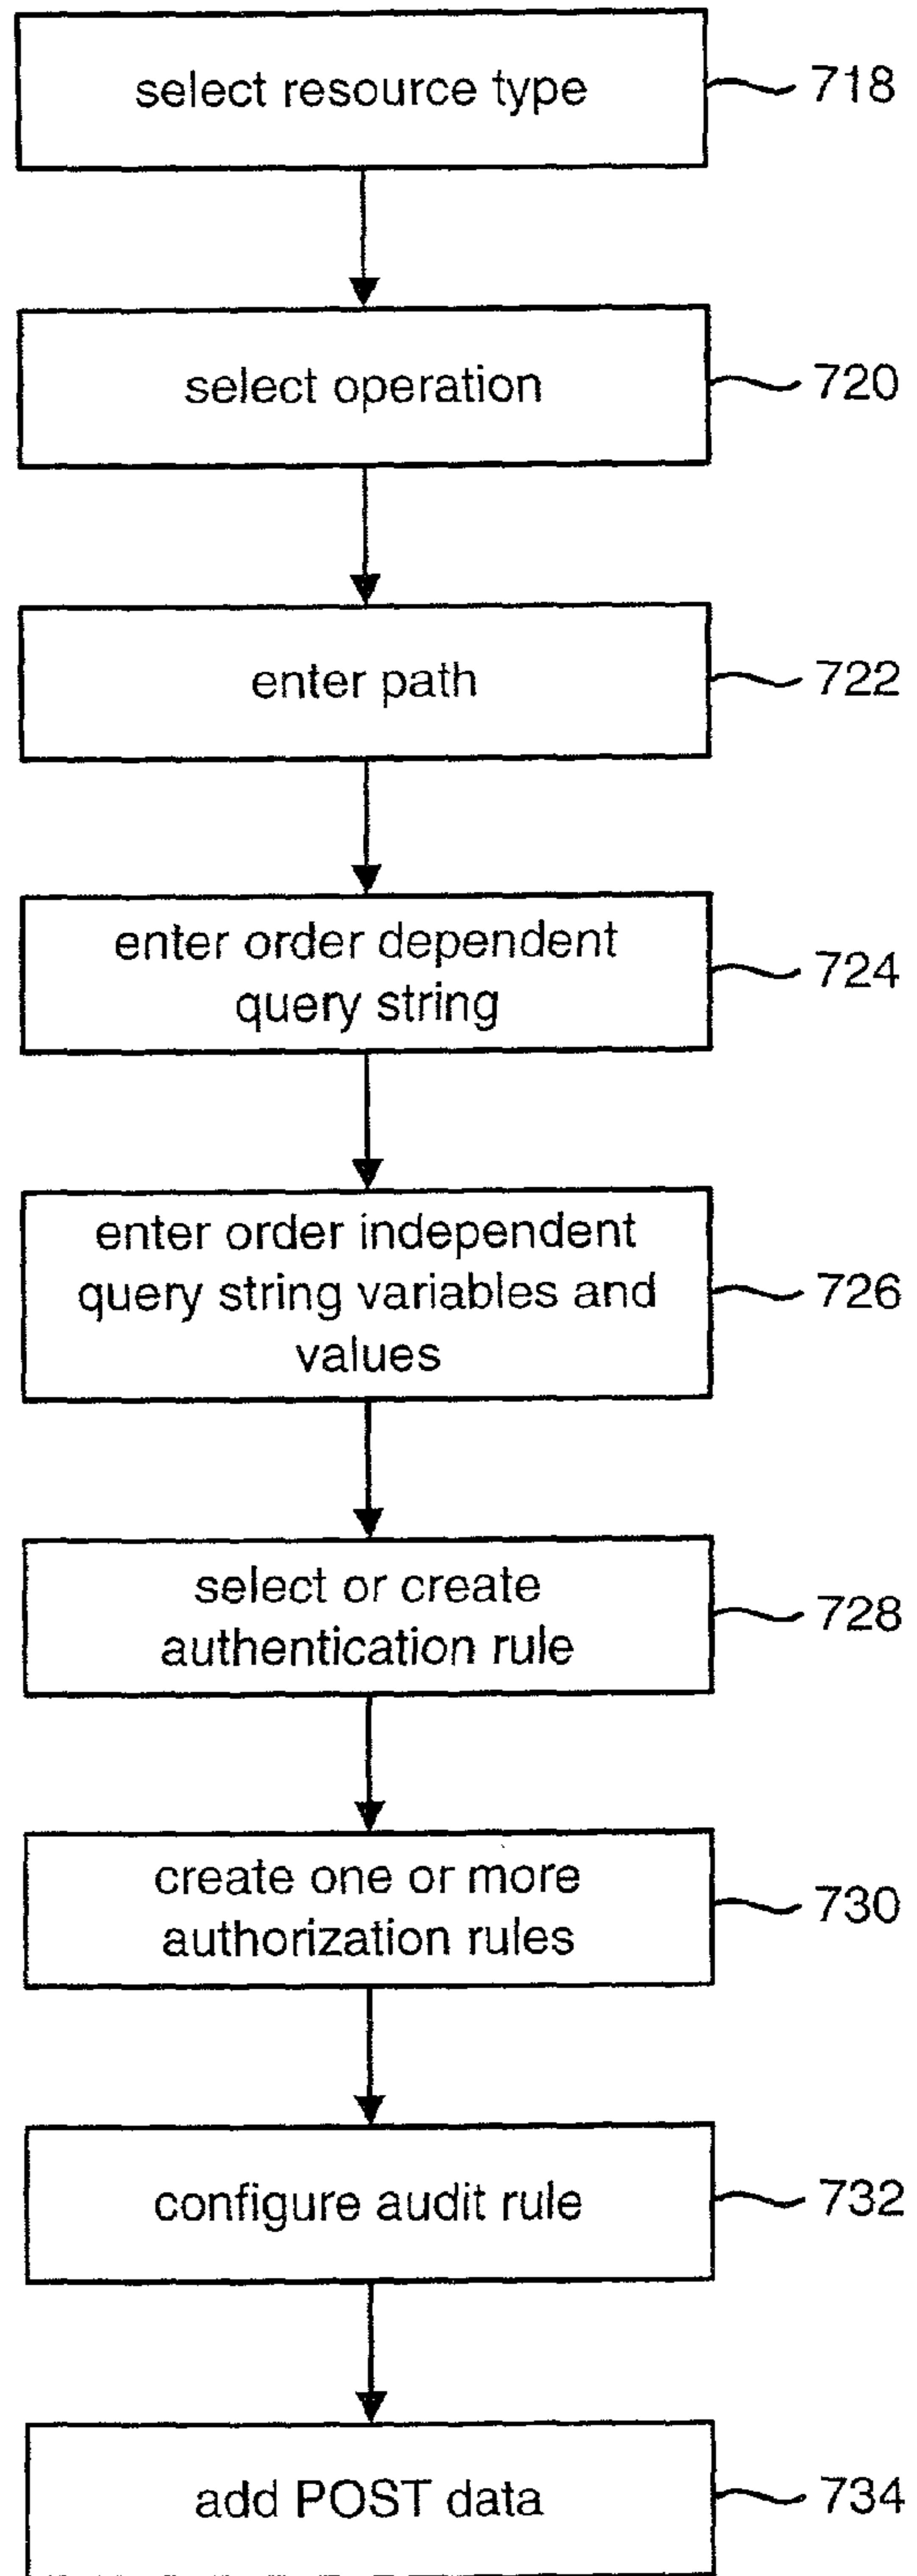 select resource type
718
select operation
720
enter path
722
enter order dependent
query string
724
enter order independent
query string variables and
values
726
select or create
authentication rule
728
create one or more
authorization rules
730
configure audit rule
732
add POST data
734